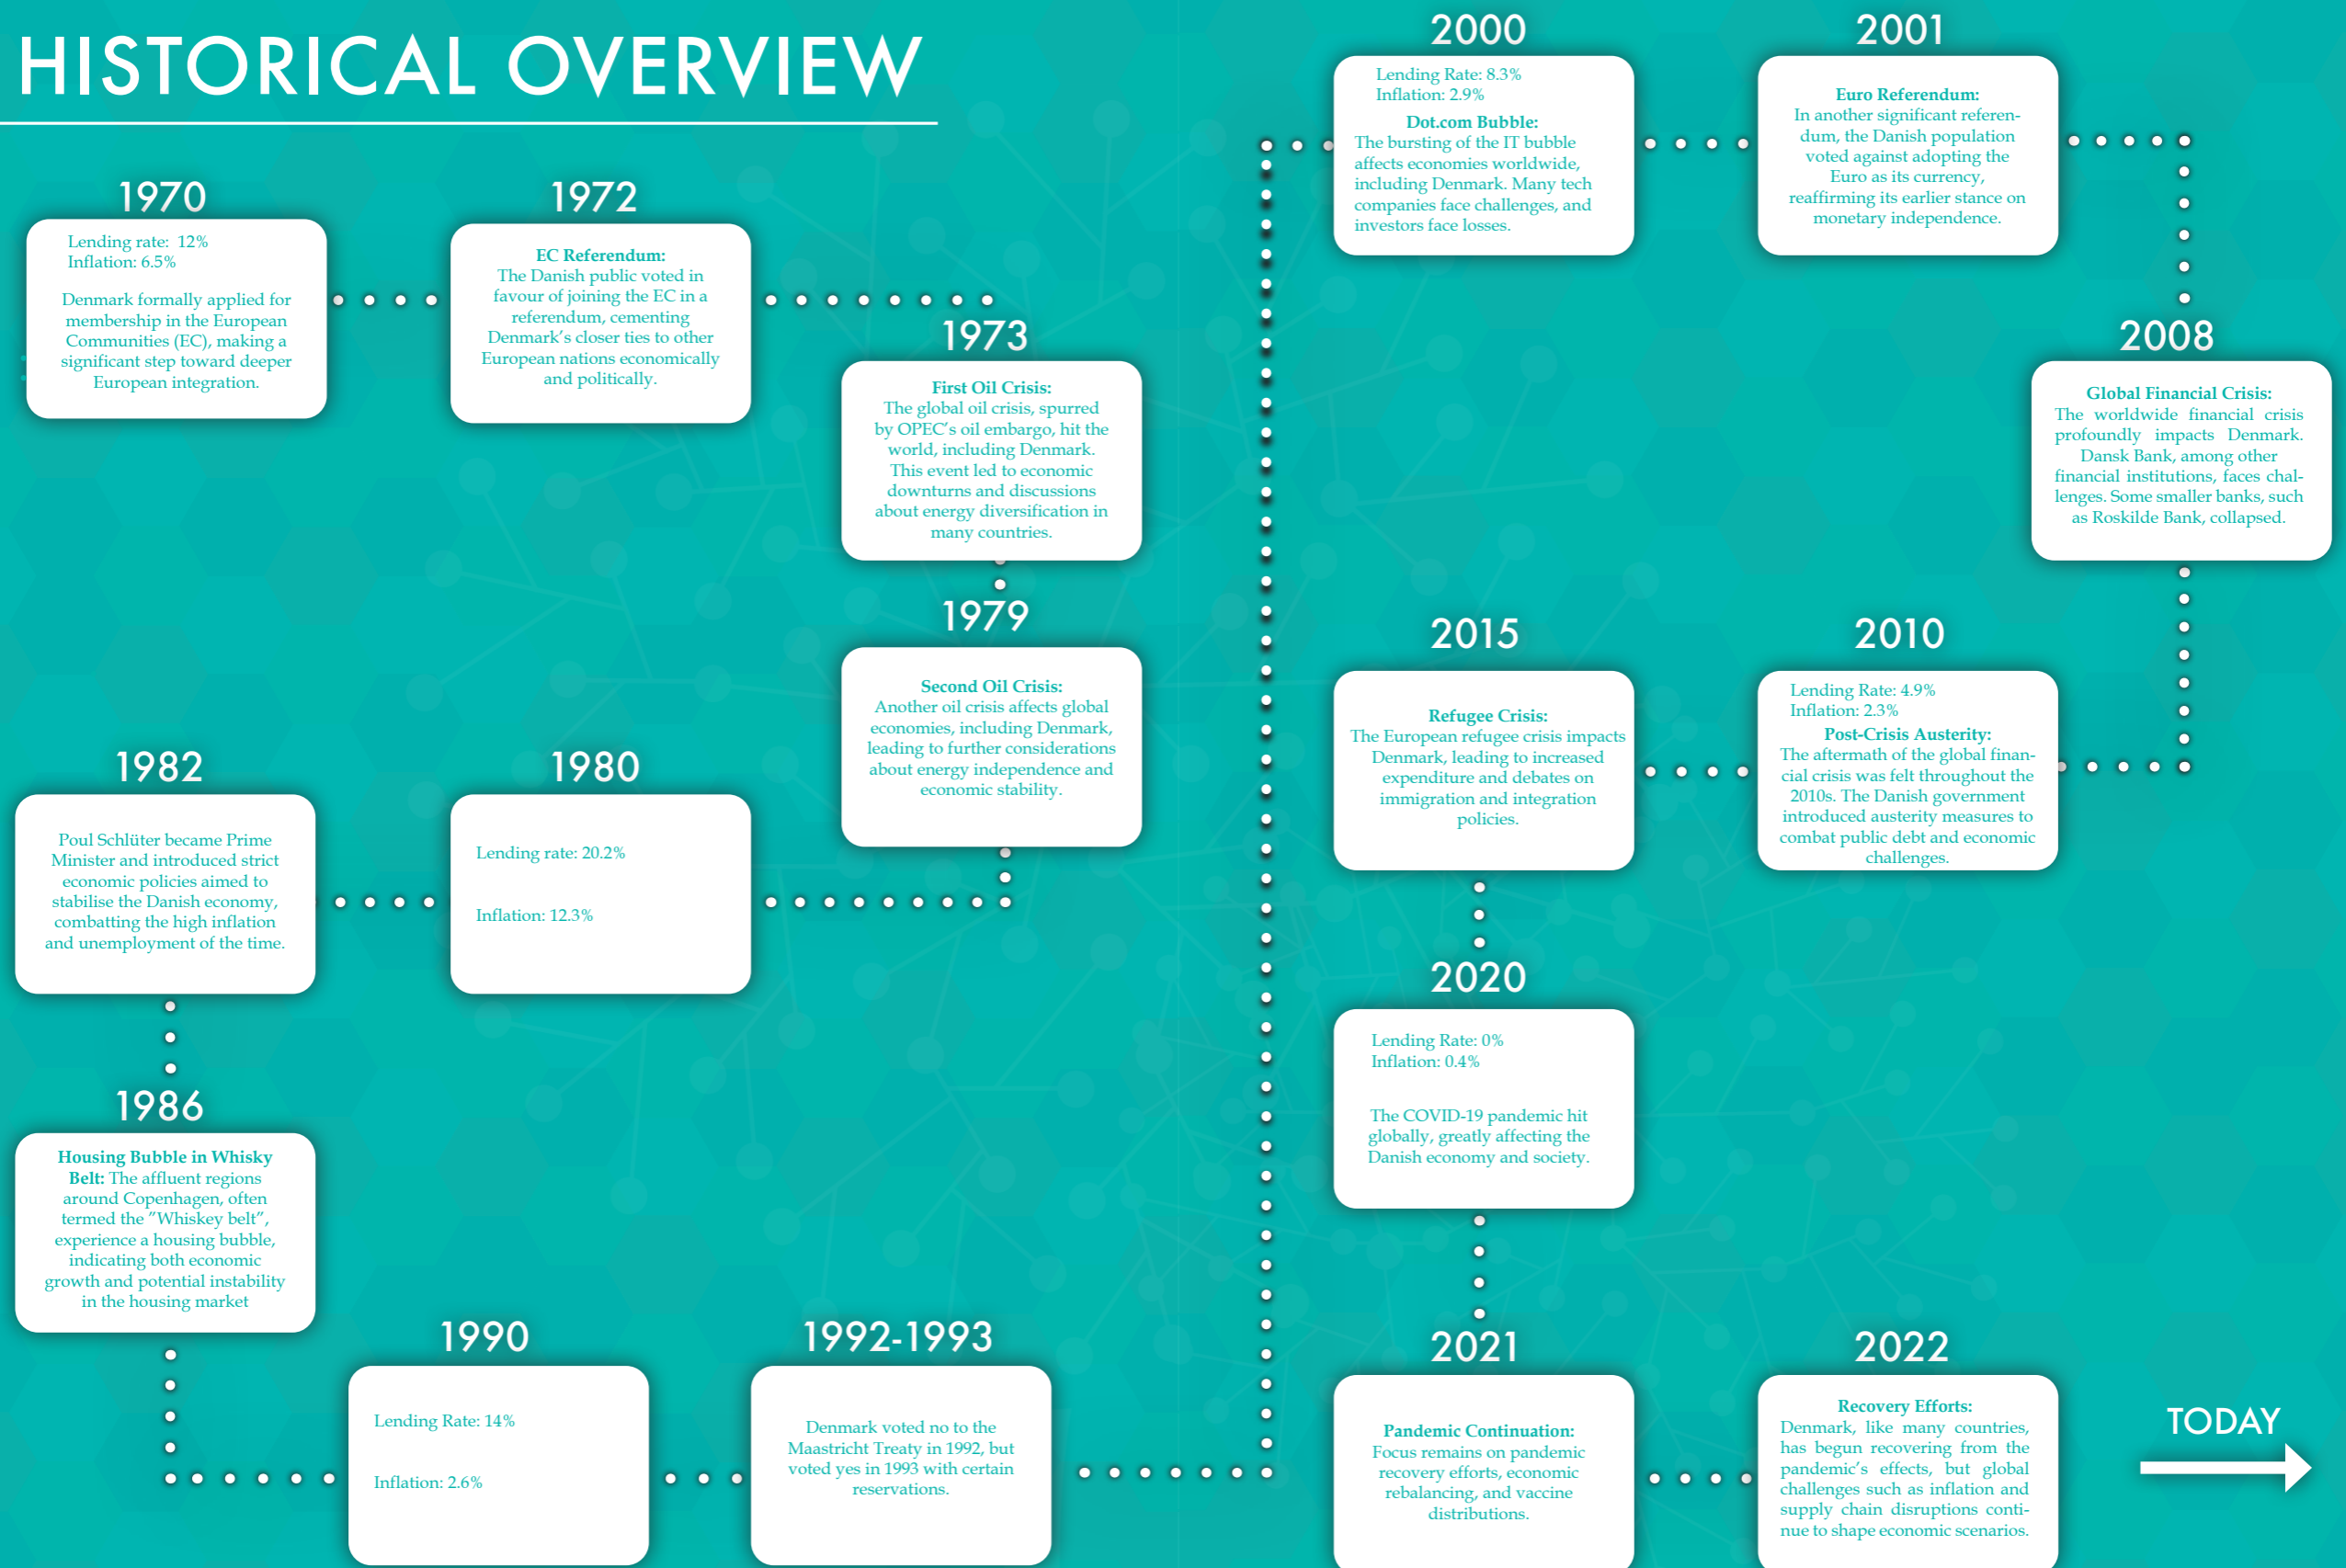 HISTORICAL OVERVIEW
1970
Lending rate: 12%
Inflation: 6.5%
Denmark formally applied for
membership in the European
Communities (EC), making a
significant step toward deeper
European integration.
1972
EC Referendum:
The Danish public voted in
favour of joining the EC in a
referendum, cementing
Denmark's closer ties to other
European nations economically
and politically.
1973
First Oil Crisis:
The global oil crisis, spurred
by OPEC's oil embargo, hit the
world, including Denmark.
This event led to economic
downturns and discussions
about energy diversification in
many countries.
1979
Second Oil Crisis:
Another oil crisis affects global
economies, including Denmark,
leading to further considerations
about energy independence and
economic stability.
1980
Lending rate: 20.2%
Inflation: 12.3%
1982
Poul Schlüter became Prime
Minister and introduced strict
economic policies aimed to
stabilise the Danish economy,
combatting the high inflation
and unemployment of the time.
1986
Housing Bubble in Whisky
Belt: The affluent regions
around Copenhagen, often
termed the ”Whiskey belt”,
experience a housing bubble,
indicating both economic
growth and potential instability
in the housing market
1990
Lending Rate: 14%
Inflation: 2.6%
1992-1993
Denmark voted no to the
Maastricht Treaty in 1992, but
voted yes in 1993 with certain
reservations.
2000
Lending Rate: 8.3%
Inflation: 2.9%
Dot.com Bubble:
The bursting of the IT bubble
affects economies worldwide,
including Denmark. Many tech
companies face challenges, and
investors face losses.
2001
Euro Referendum:
In another significant referen-
dum, the Danish population
voted against adopting the
Euro as its currency,
reaffirming its earlier stance on
monetary independence.
2008
Global Financial Crisis:
The worldwide financial crisis
profoundly impacts Denmark.
Dansk Bank, among other
financial institutions, faces chal-
lenges. Some smaller banks, such
as Roskilde Bank, collapsed.
2010
Lending Rate: 4.9%
Inflation: 2.3%
Post-Crisis Austerity:
The aftermath of the global finan-
cial crisis was felt throughout the
2010s. The Danish government
introduced austerity measures to
combat public debt and economic
challenges.
2015
Refugee Crisis:
The European refugee crisis impacts
Denmark, leading to increased
expenditure and debates on
immigration and integration
policies.
2020
Lending Rate: 0%
Inflation: 0.4%
The COVID-19 pandemic hit
globally, greatly affecting the
Danish economy and society.
2021
Pandemic Continuation:
Focus remains on pandemic
recovery efforts, economic
rebalancing, and vaccine
distributions.
2022
Recovery Efforts:
Denmark, like many countries,
has begun recovering from the
pandemic's effects, but global
challenges such as inflation and
supply chain disruptions conti-
nue to shape economic scenarios.
TODAY